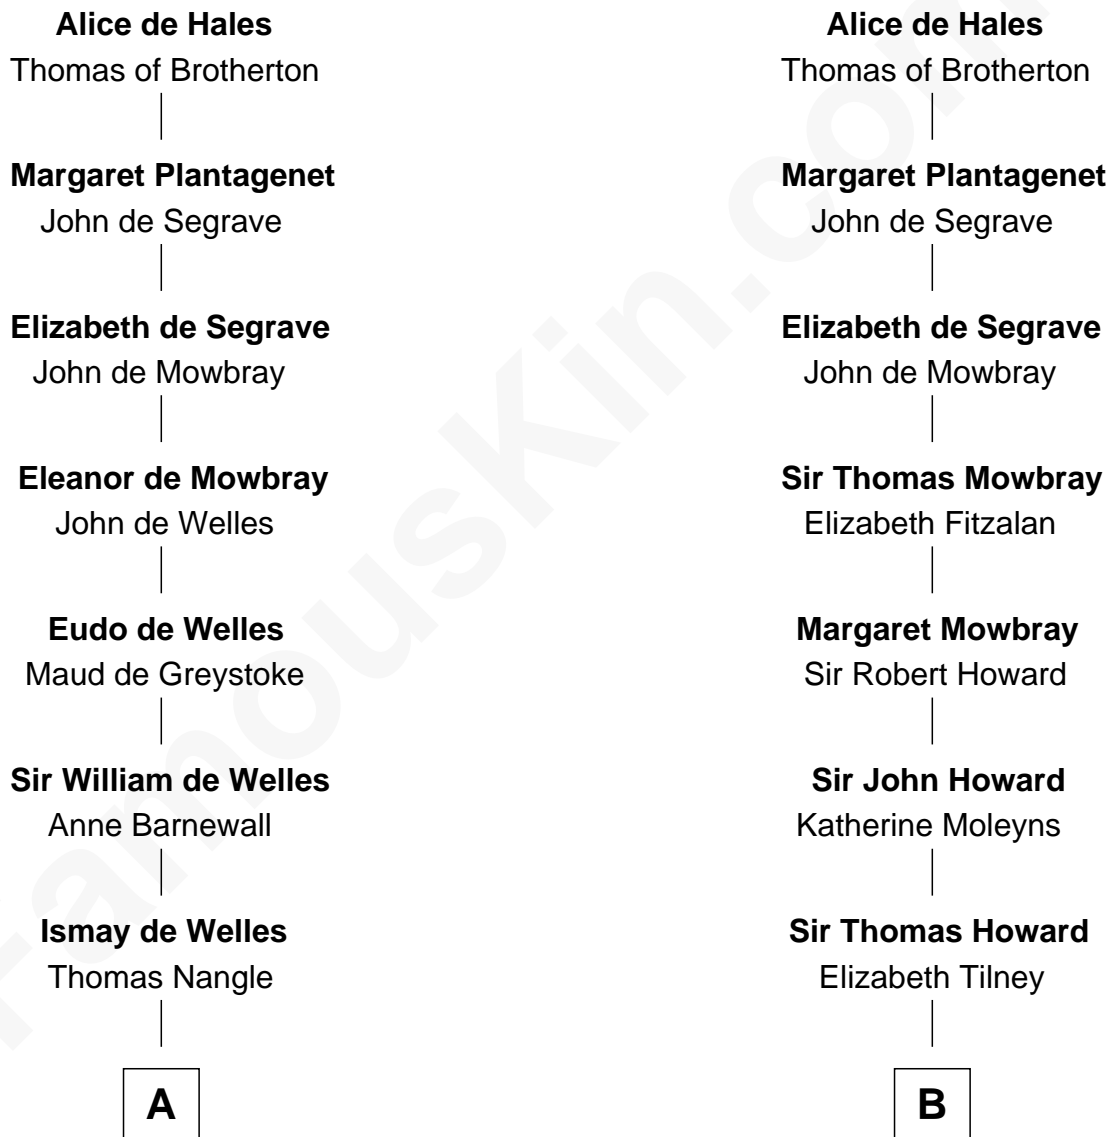 Alice de Hales
Thomas of Brotherton
Margaret Plantagenet
John de Segrave
Elizabeth de Segrave
John de Mowbray
Eleanor de Mowbray
John de Welles
Eudo de Welles
Maud de Greystoke
Sir William de Welles
Anne Barnewall
Ismay de Welles
Thomas Nangle
A
Alice de Hales
Thomas of Brotherton
Margaret Plantagenet
John de Segrave
Elizabeth de Segrave
John de Mowbray
Sir Thomas Mowbray
Elizabeth Fitzalan
Margaret Mowbray
Sir Robert Howard
Sir John Howard
Katherine Moleyns
Sir Thomas Howard
Elizabeth Tilney
B
FamousKin.com